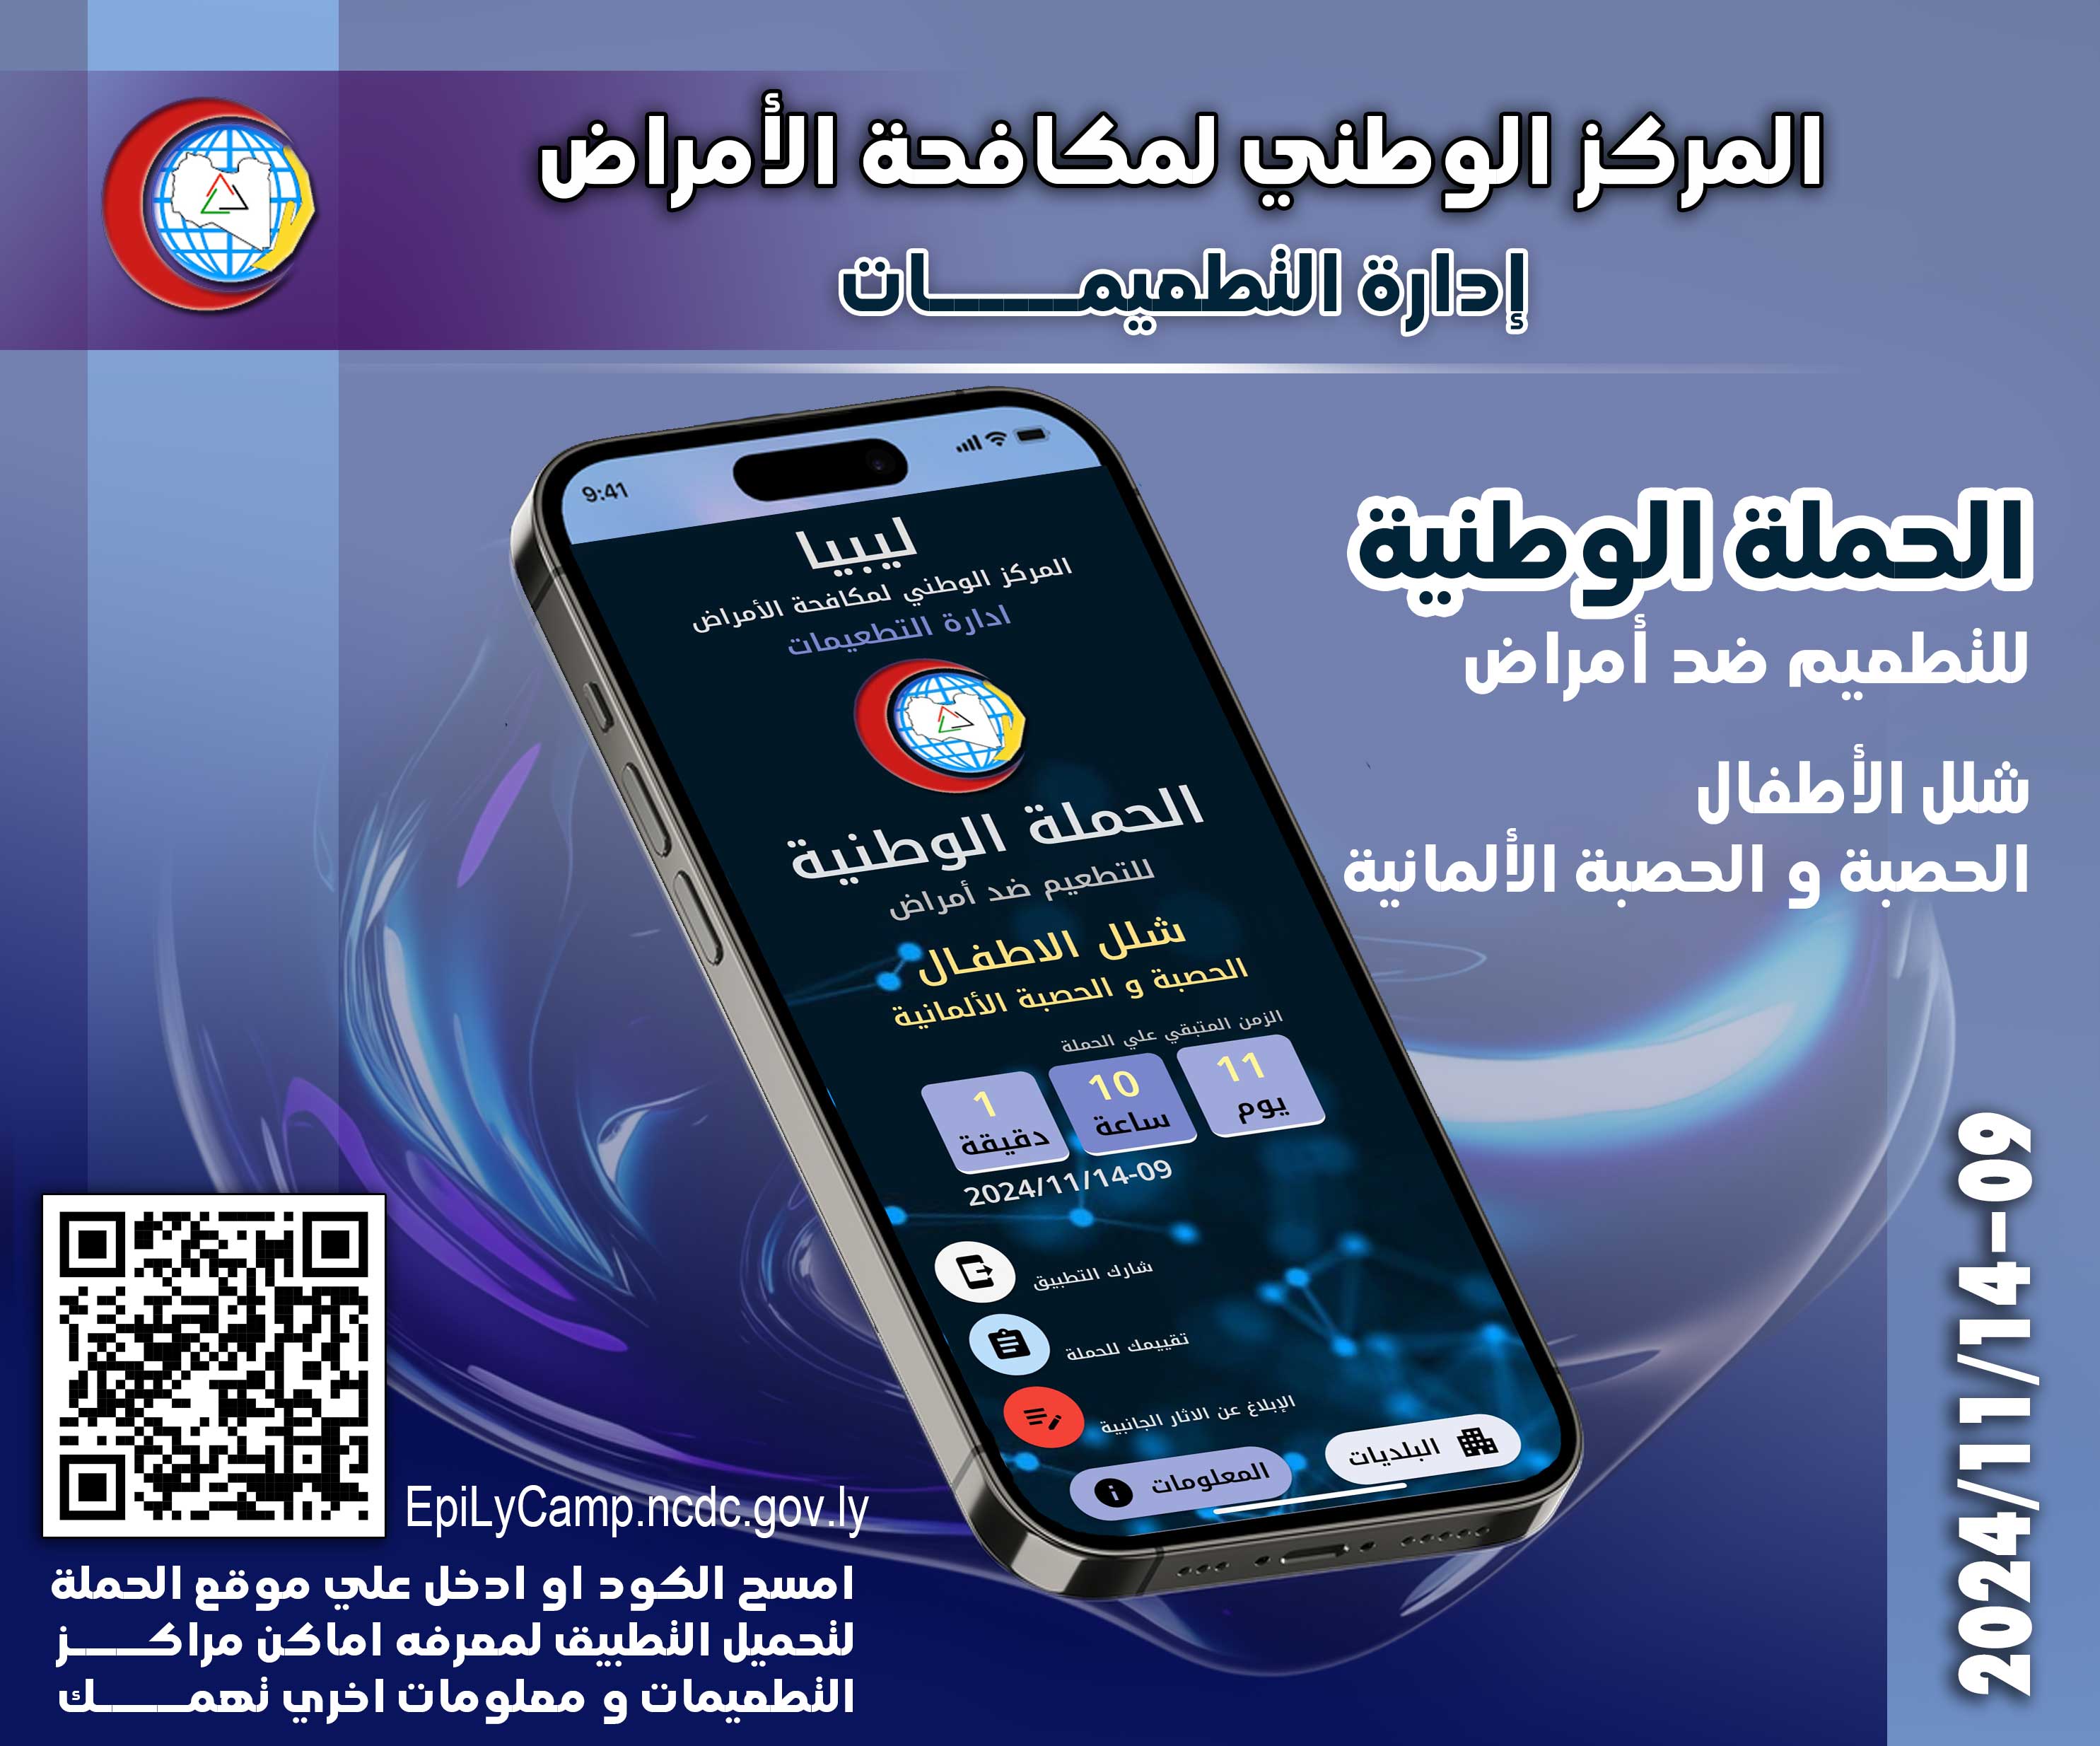 المركز الوطني لمكافحة الأمراض
إدارة التطعيمـــــــات
الحملة الوطنية
للتطعيم ضد أمراض
شلل الأطفال
الحصبة و الحصبة الألمانية
2024/11/14-09
9:41
ليبيا
المركز الوطني لمكافحة الأمراض
ادارة التطعيمات
الحملة الوطنية
للتطعيم ضد أمراض
شلل الاطفال
الحصبة و الحصبة الألمانية
الزمن المتبقي علي الحملة
11 يوم
10 ساعة
1 دقيقة
2024/11/14-09
شارك التطبيق
تقييمك للحملة
الإبلاغ عن الاثار الجانبية
البلديات
المعلومات
EpiLyCamp.ncdc.gov.ly
امسح الكود او ادخل علي موقع الحملة
لتحميل التطبيق لمعرفه اماكن مراكـــــز
التطعيمات و معلومات اخري تهمـــــــك